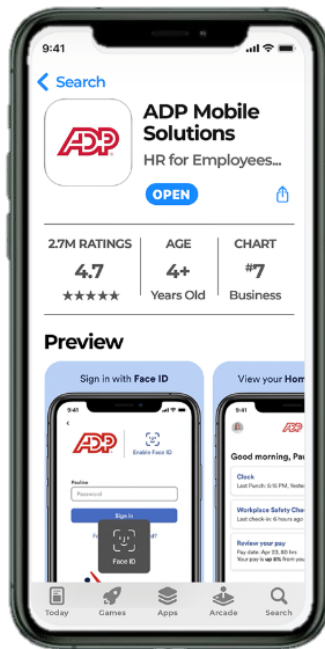 9:41
Search
ADP
ADP Mobile
Solutions
HR for Employees...
OPEN
2.7M RATINGS
4.7
★★★★★
AGE
4+
Years Old
CHART
#7
Business
Preview
Sign in with Face ID
9:41
ADP
Enable Face ID
Pauline
Password
Sign in
Face ID
View your Hom
9:41
ADP
Good morning, Pau
Clock
Last Punch: 5:15 PM, Yeste
Workplace Safety Chec
Last check-in: 6 hours ago
Review your pay
Pay date: Apr 23, 80 hrs
Your pay is up 8% from you
Today
Games
Apps
Arcade
Search